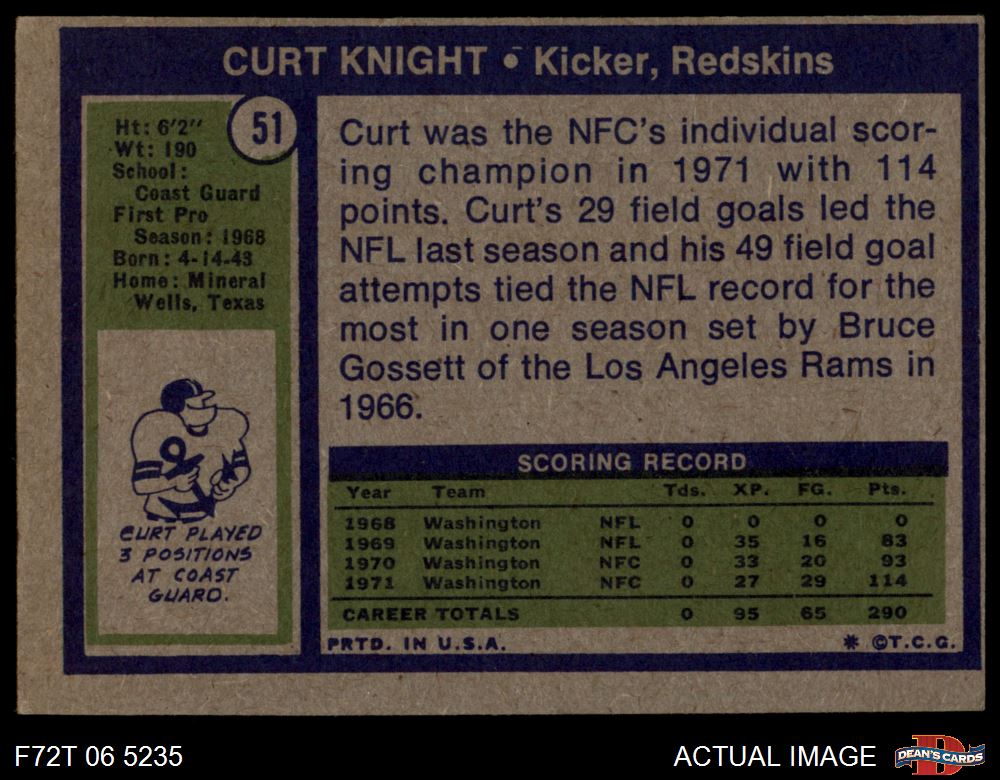 CURT KNIGHT • Kicker, Redskins
51
Ht: 6'2"
Wt: 190
School:
Coast Guard
First Pro
Season: 1968
Born: 4-14-43
Home: Mineral
Wells, Texas
CURT PLAYED
3 POSITIONS
AT COAST
GUARD.
Curt was the NFC's individual scor-
ing champion in 1971 with 114
points. Curt's 29 field goals led the
NFL last season and his 49 field goal
attempts tied the NFL record for the
most in one season set by Bruce
Gossett of the Los Angeles Rams in
1966.
SCORING RECORD
Year Team Tds. XP. FG. Pts.
1968 Washington NFL 0 0 0 0
1969 Washington NFL 0 35 16 83
1970 Washington NFC 0 33 20 93
1971 Washington NFC 0 27 29 114
CAREER TOTALS 0 95 65 290
PRTD. IN U.S.A. * ©T.C.G.
F72T 06 5235 ACTUAL IMAGE DEAN'S CARDS